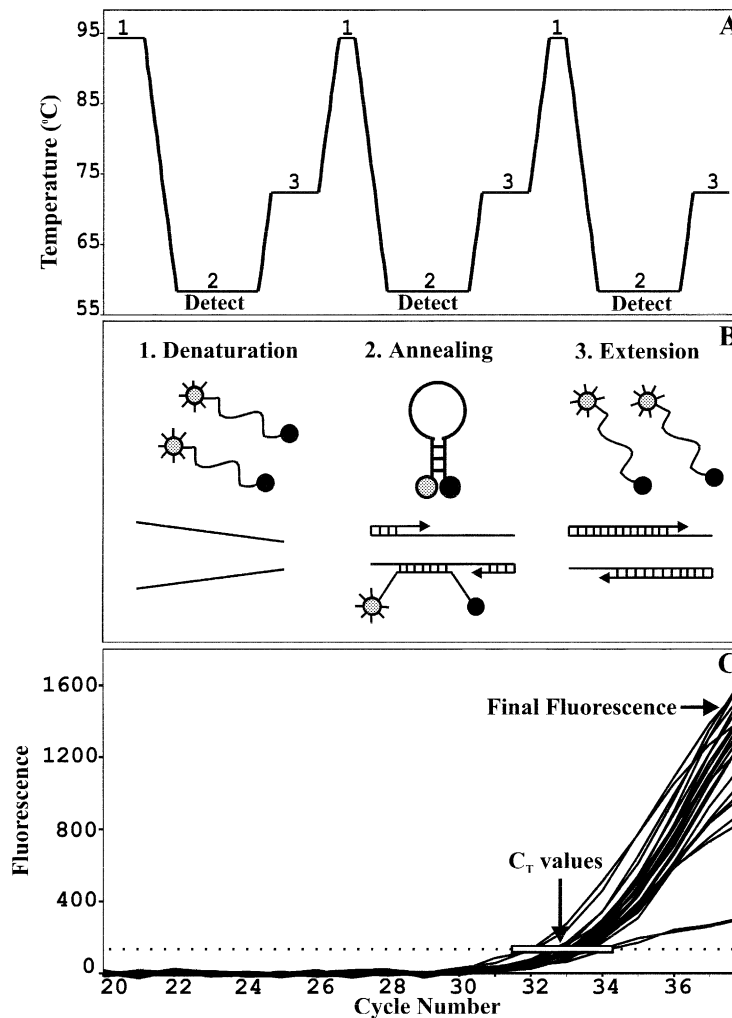 A
Temperature (°C)
95
85
75
65
55
1 1 1
3 3 3
2 2 2
Detect Detect Detect
B
1. Denaturation 2. Annealing 3. Extension
C
Fluorescence
1600
1200
800
400
0
Final Fluorescence
C_T values
20 22 24 26 28 30 32 34 36
Cycle Number